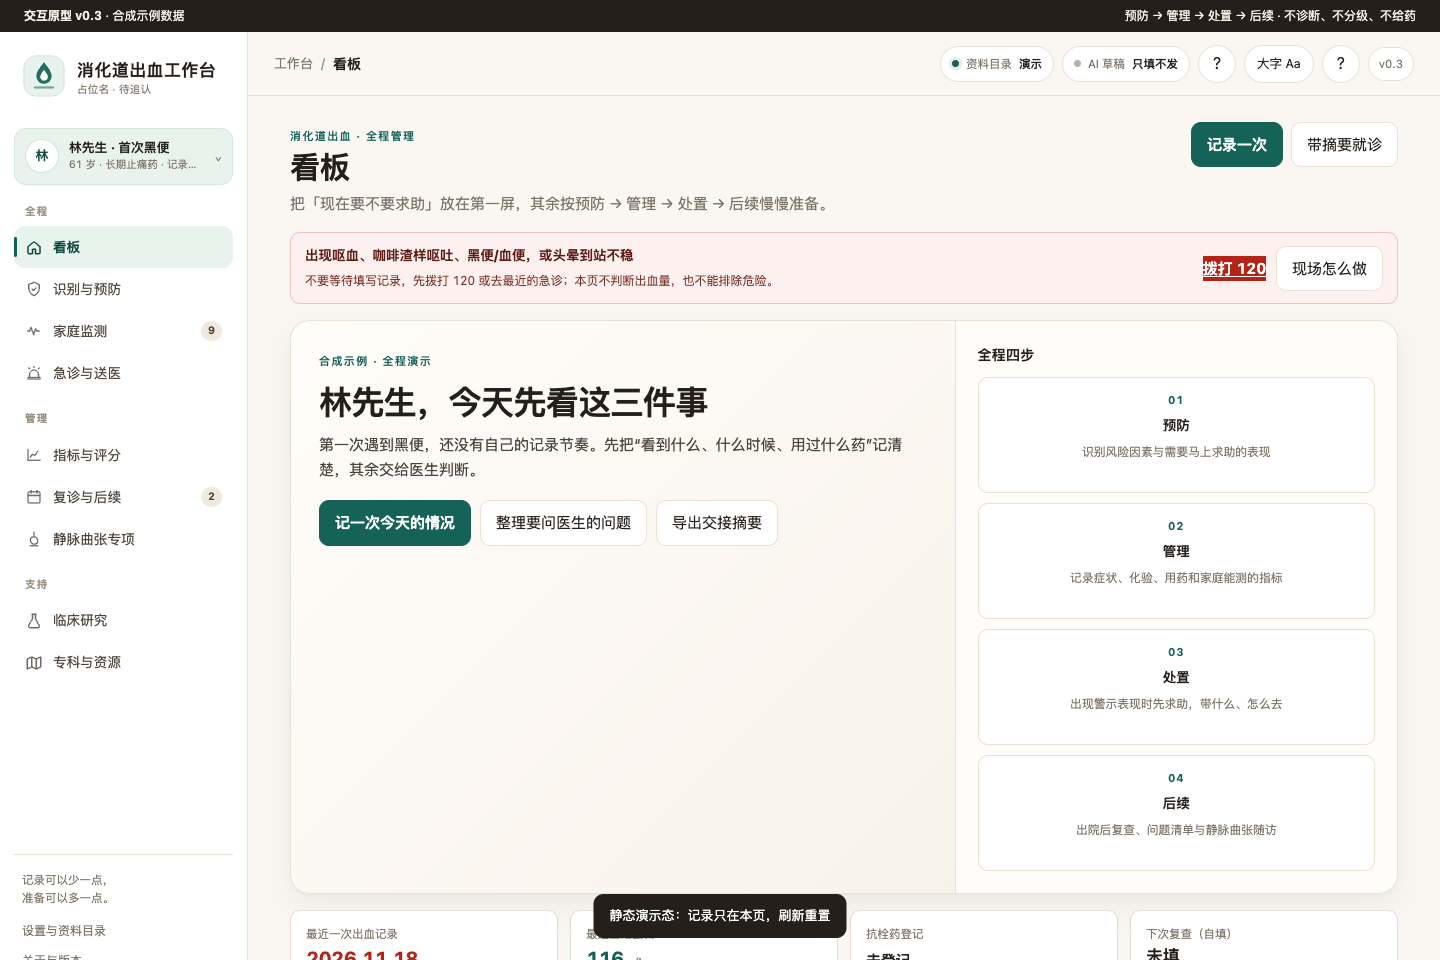 交互原型 v0.3 · 合成示例数据
预防 → 管理 → 处置 → 后续 · 不诊断、不分级、不给药
消化道出血工作台
占位名 · 待追认
林
林先生 · 首次黑便
61 岁 · 长期止痛药 · 记录...
全程
看板
识别与预防
家庭监测 9
急诊与送医
管理
指标与评分
复诊与后续 2
静脉曲张专项
支持
临床研究
专科与资源
记录可以少一点，
准备可以多一点。
设置与资料目录
关于与版本
工作台 / 看板
资料目录 演示
AI 草稿 只填不发
?
大字 Aa
?
v0.3
消化道出血 · 全程管理
看板
把「现在要不要求助」放在第一屏，其余按预防 → 管理 → 处置 → 后续慢慢准备。
记录一次
带摘要就诊
出现呕血、咖啡渣样呕吐、黑便/血便，或头晕到站不稳
不要等待填写记录，先拨打 120 或去最近的急诊；本页不判断出血量，也不能排除危险。
拨打 120
现场怎么做
合成示例 · 全程演示
林先生，今天先看这三件事
第一次遇到黑便，还没有自己的记录节奏。先把“看到什么、什么时候、用过什么药”记清
楚，其余交给医生判断。
记一次今天的情况
整理要问医生的问题
导出交接摘要
全程四步
01
预防
识别风险因素与需要马上求助的表现
02
管理
记录症状、化验、用药和家庭能测的指标
03
处置
出现警示表现时先求助，带什么、怎么去
04
后续
出院后复查、问题清单与静脉曲张随访
静态演示态：记录只在本页，刷新重置
最近一次出血记录
2026.11.18
116
抗栓药登记
未登记
下次复查（自填）
未填